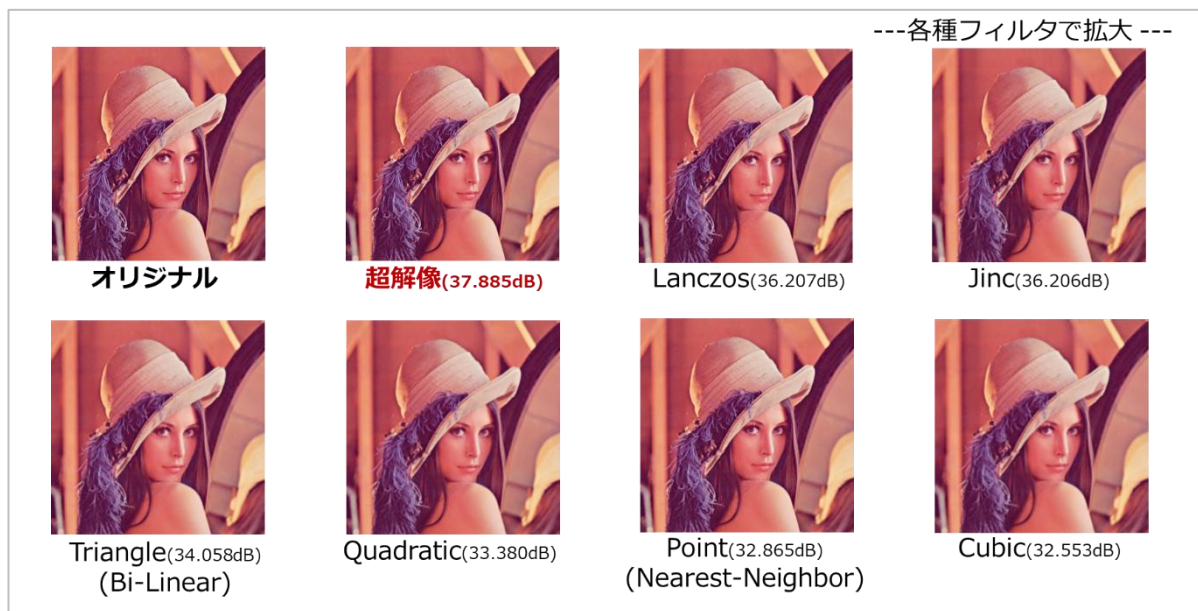 ---各種フィルタで拡大 ---
オリジナル
超解像(37.885dB)
Lanczos(36.207dB)
Jinc(36.206dB)
Triangle(34.058dB)
(Bi-Linear)
Quadratic(33.380dB)
Point(32.865dB)
(Nearest-Neighbor)
Cubic(32.553dB)